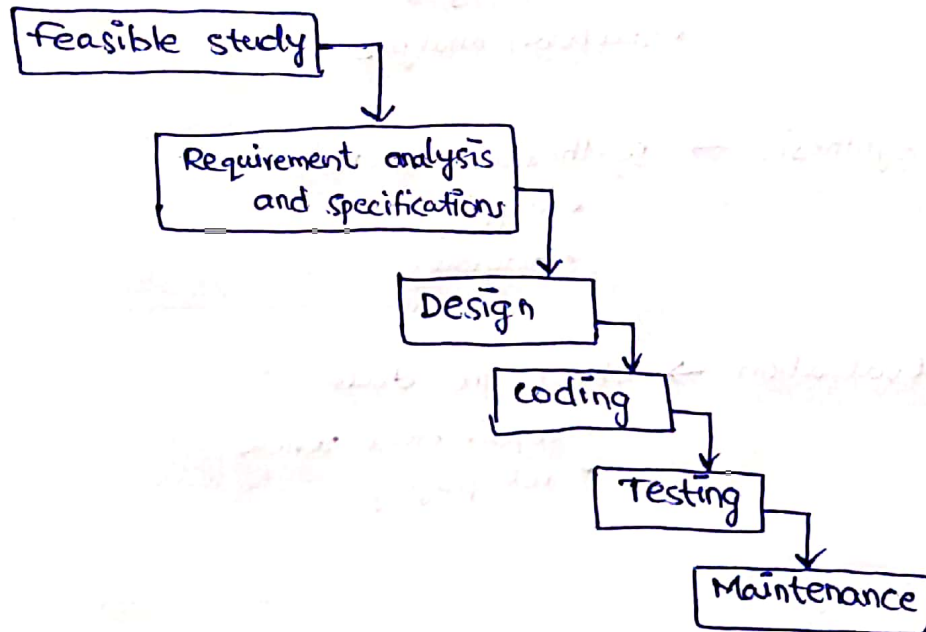 feasible study
Requirement analysis
and specifications
Design
coding
Testing
Maintenance